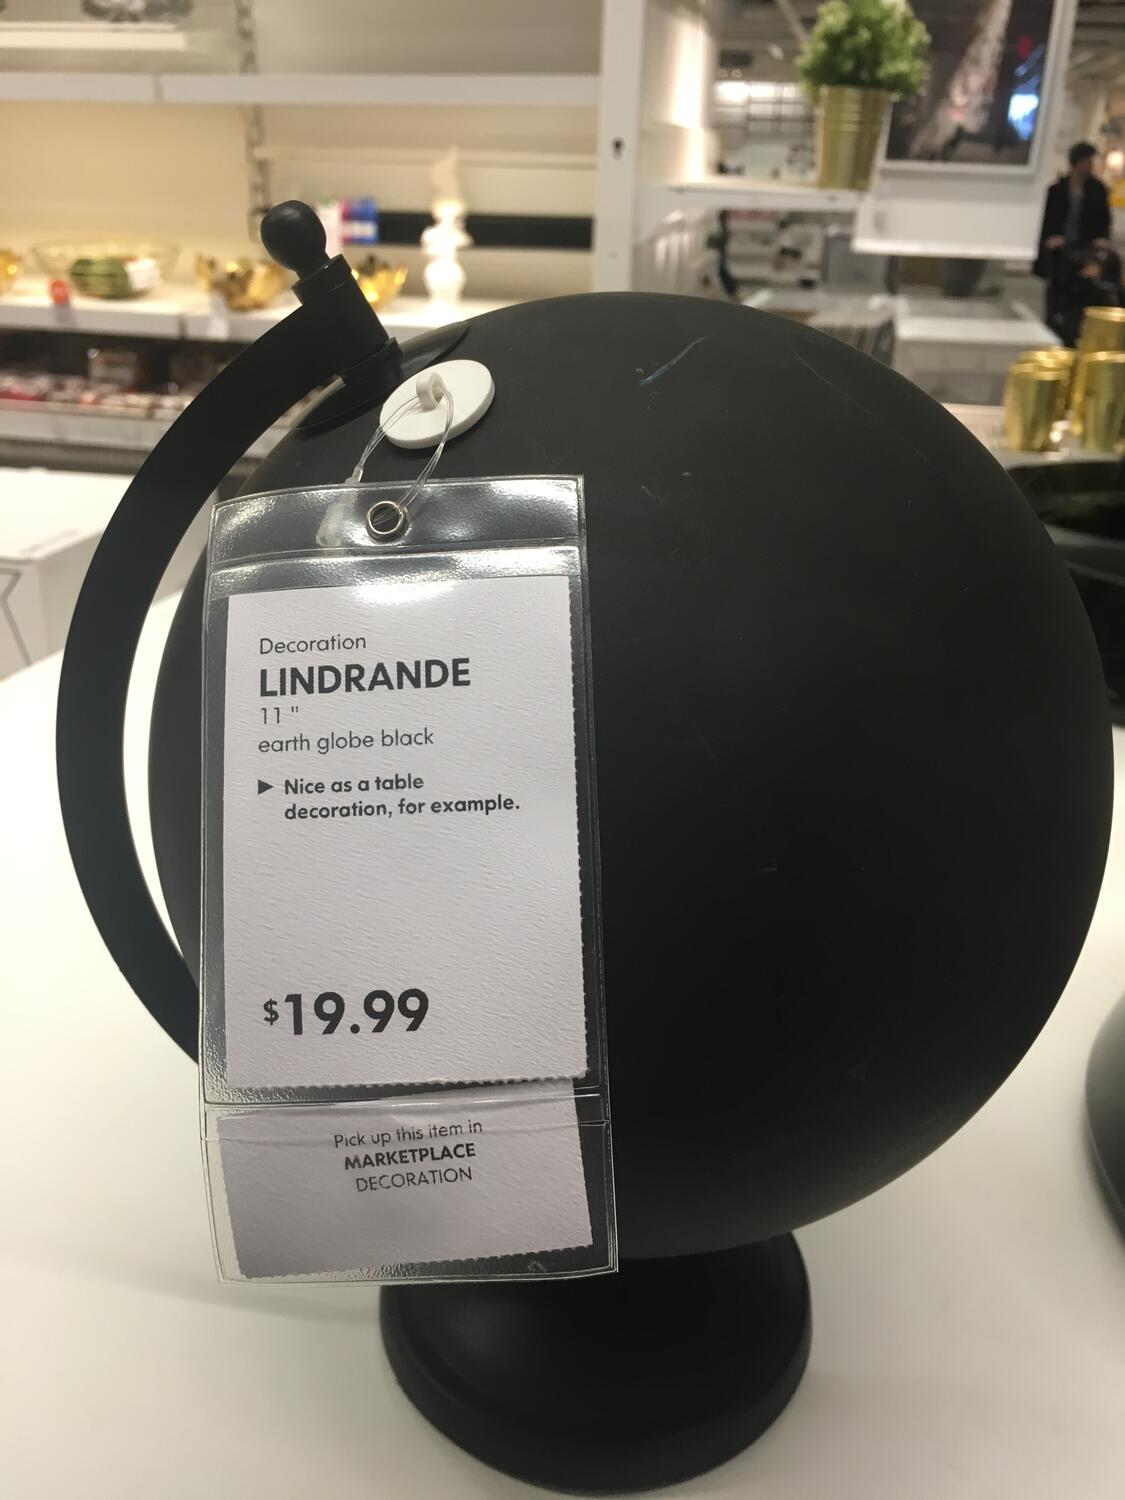 Decoration
LINDRANDE
11 "
earth globe black
► Nice as a table
decoration, for example.
$19.99
Pick up this item in
MARKETPLACE
DECORATION